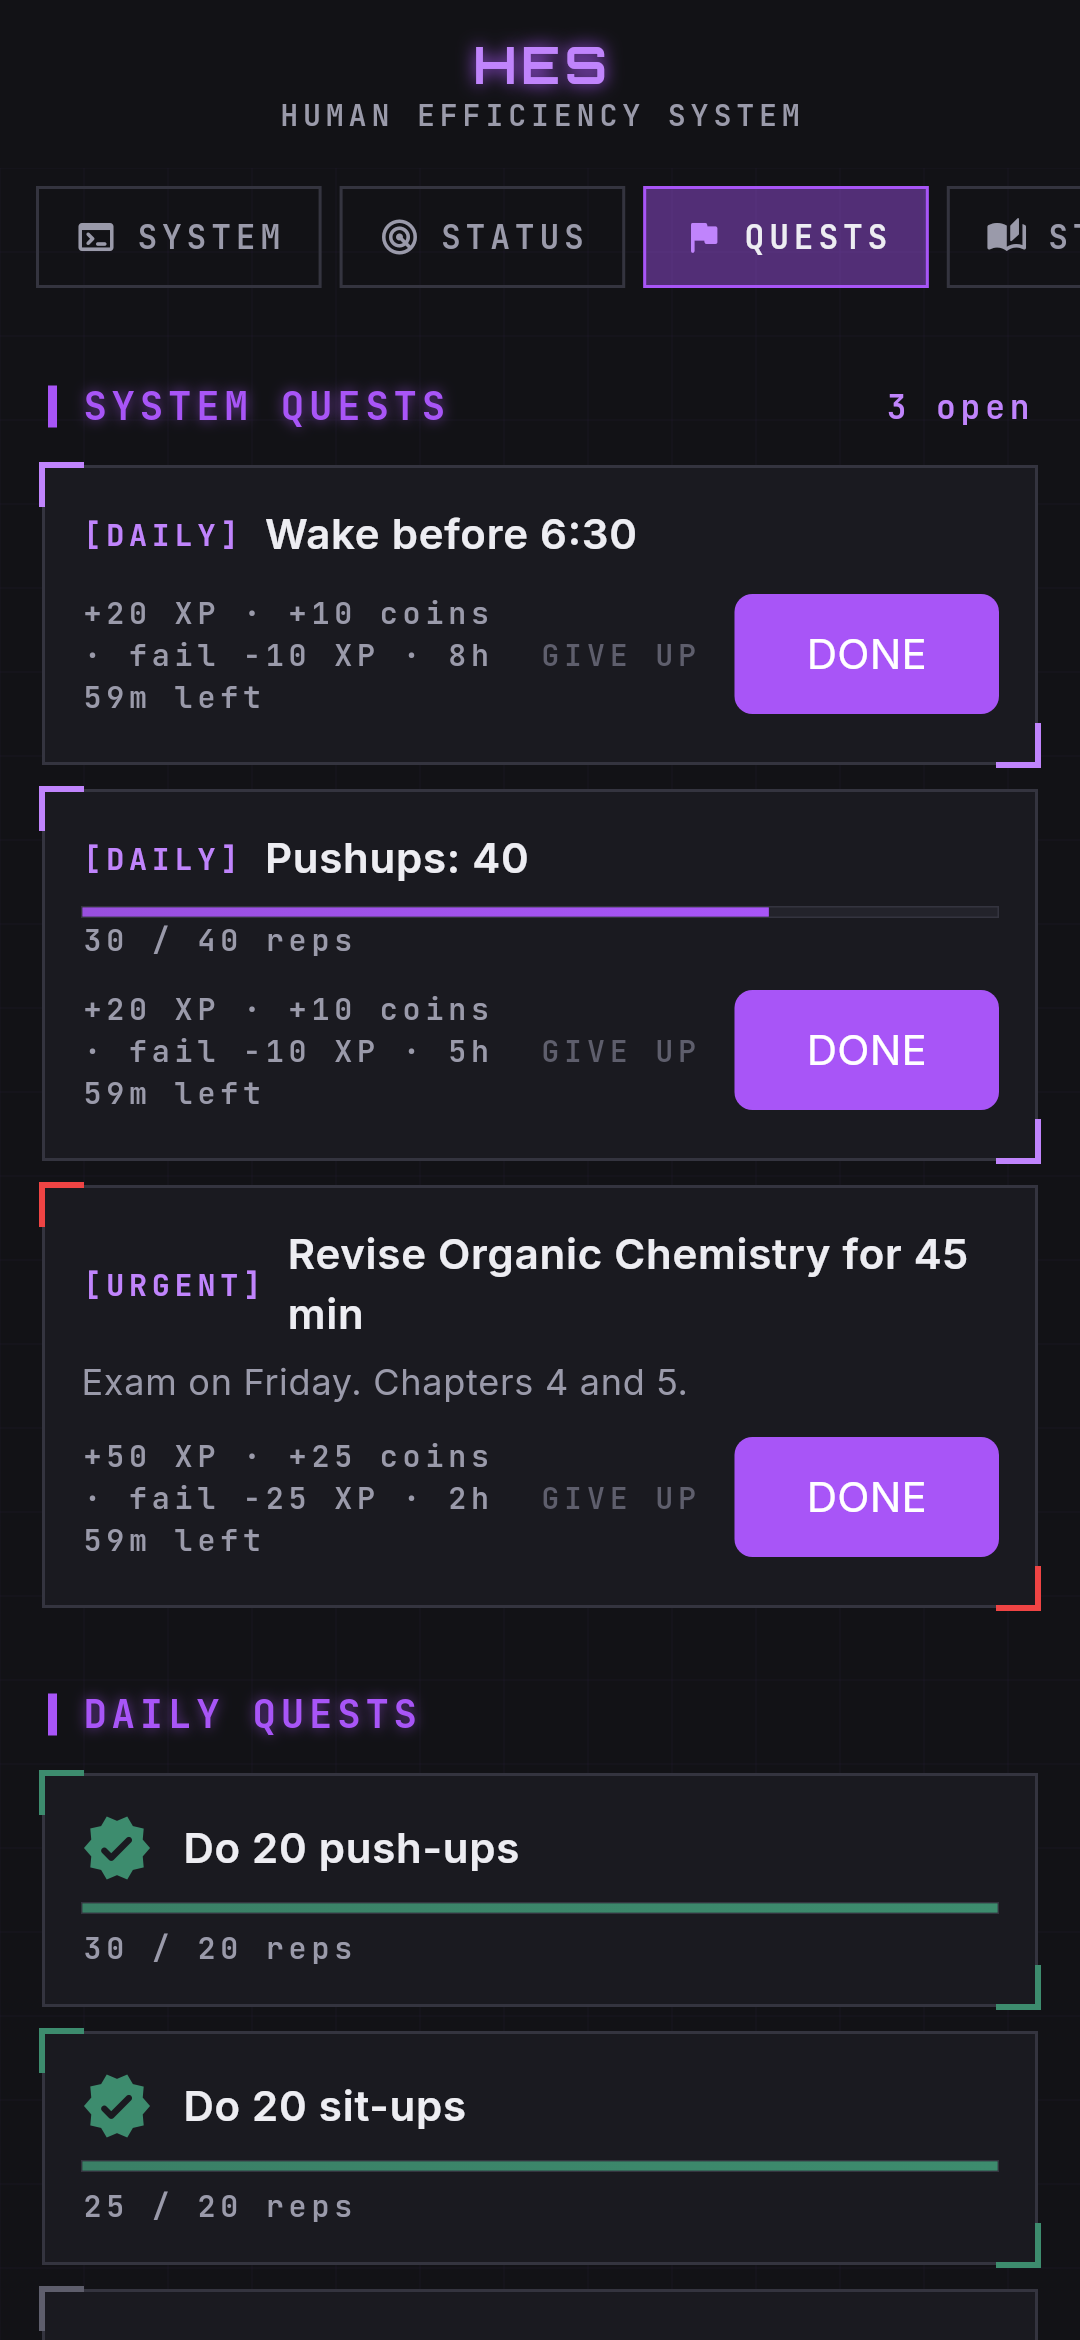 HES
HUMAN EFFICIENCY SYSTEM
SYSTEM
STATUS
QUESTS
SYSTEM QUESTS
3 open
[DAILY] Wake before 6:30
+20 XP · +10 coins
· fail -10 XP · 8h
59m left
GIVE UP
DONE
[DAILY] Pushups: 40
30 / 40 reps
+20 XP · +10 coins
· fail -10 XP · 5h
59m left
GIVE UP
DONE
[URGENT]
Revise Organic Chemistry for 45
min
Exam on Friday. Chapters 4 and 5.
+50 XP · +25 coins
· fail -25 XP · 2h
59m left
GIVE UP
DONE
DAILY QUESTS
Do 20 push-ups
30 / 20 reps
Do 20 sit-ups
25 / 20 reps